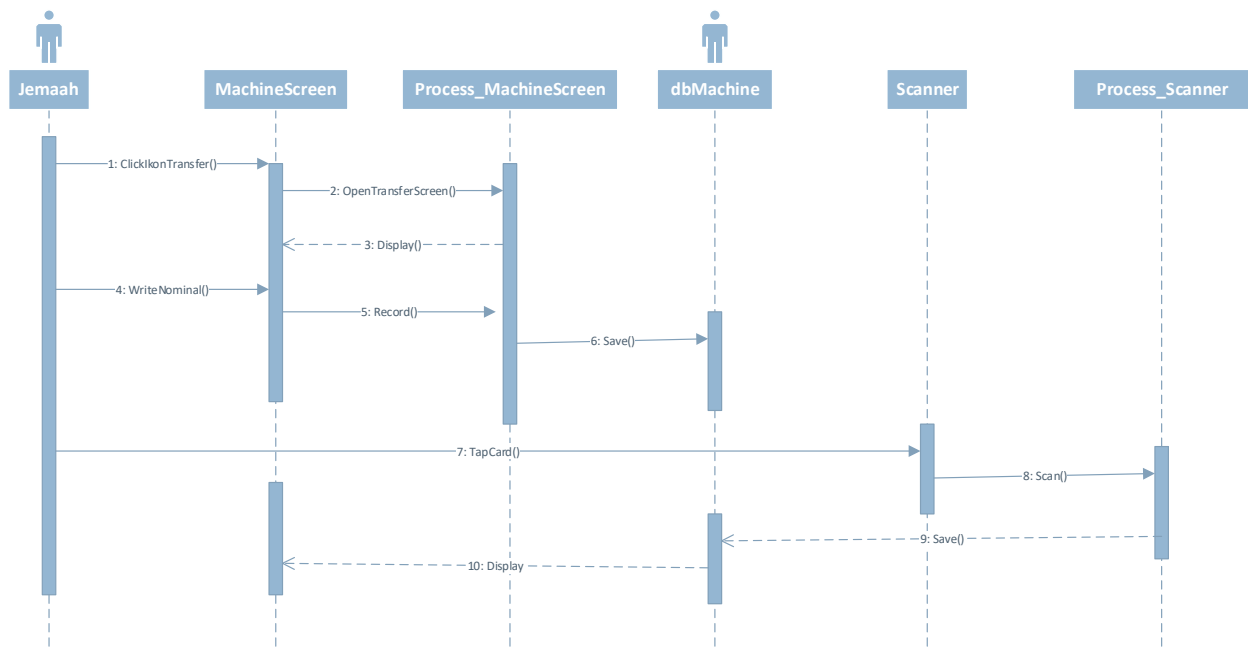 Jemaah
MachineScreen
Process_MachineScreen
dbMachine
Scanner
Process_Scanner
1: ClickIkonTransfer()
2: OpenTransferScreen()
3: Display()
4: WriteNominal()
5: Record()
6: Save()
7: TapCard()
8: Scan()
9: Save()
10: Display